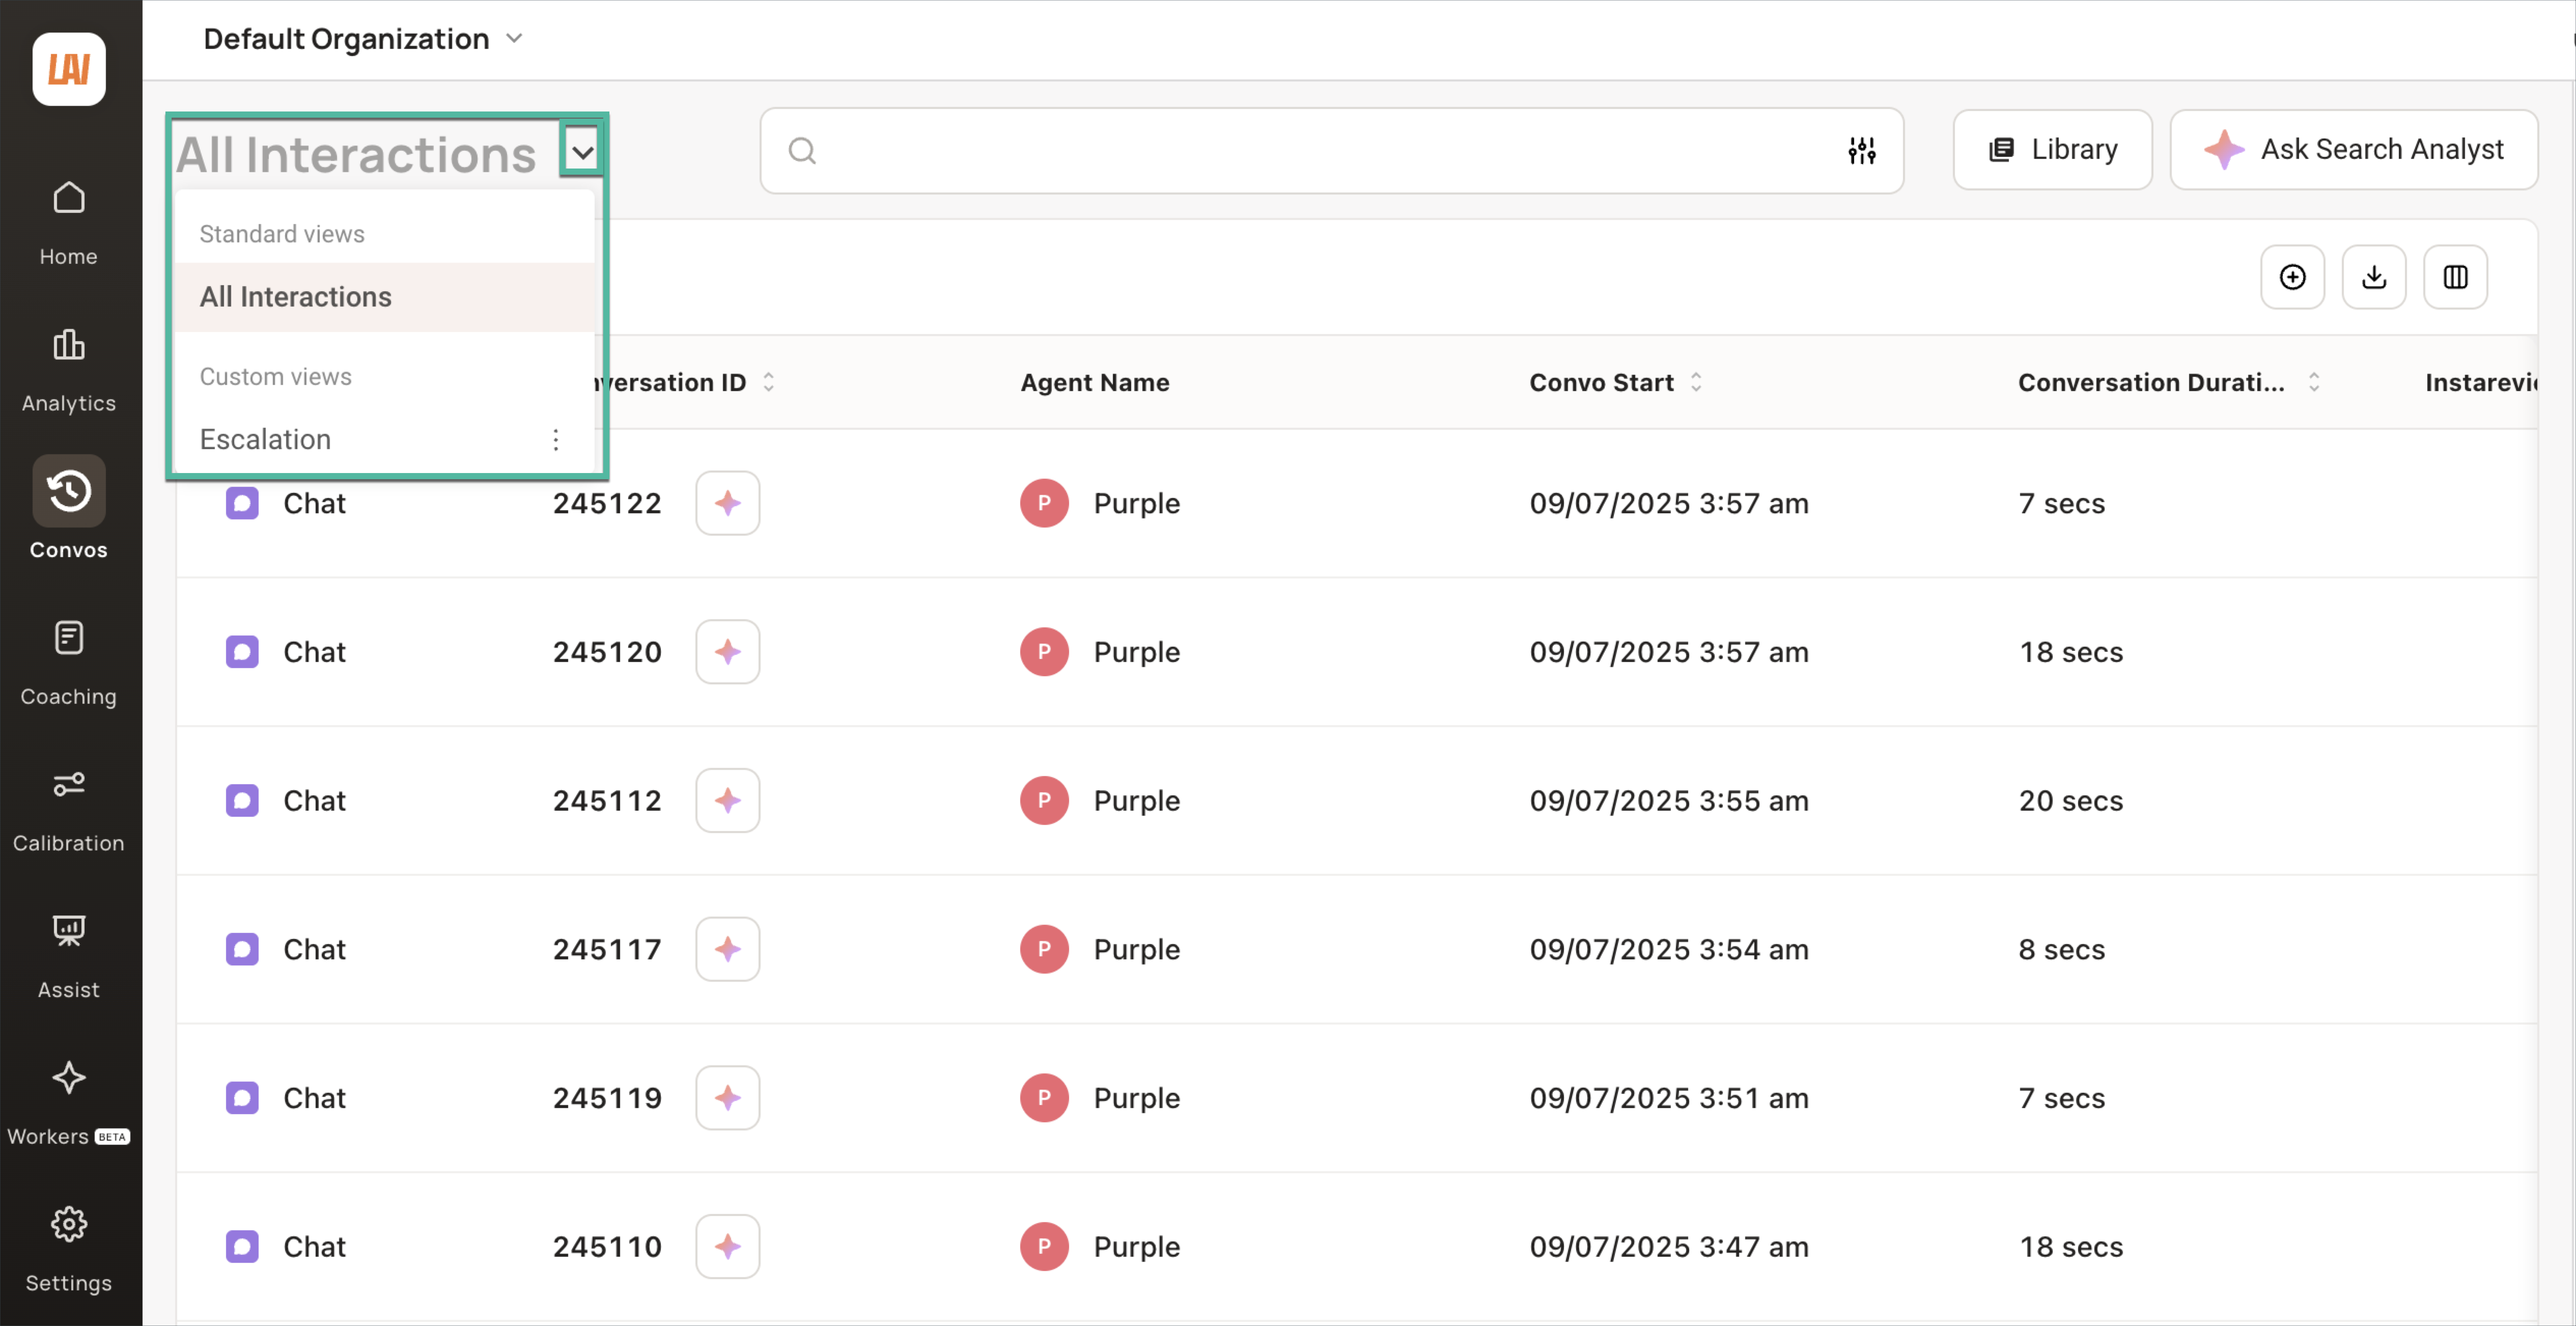 LAI
Default Organization
All Interactions
Library
Ask Search Analyst
Standard views
All Interactions
Custom views
Escalation
nversation ID
Agent Name
Convo Start
Conversation Durati...
Instarevi
Chat 245122 P Purple 09/07/2025 3:57 am 7 secs
Chat 245120 P Purple 09/07/2025 3:57 am 18 secs
Chat 245112 P Purple 09/07/2025 3:55 am 20 secs
Chat 245117 P Purple 09/07/2025 3:54 am 8 secs
Chat 245119 P Purple 09/07/2025 3:51 am 7 secs
Chat 245110 P Purple 09/07/2025 3:47 am 18 secs
Home
Analytics
Convos
Coaching
Calibration
Assist
Workers BETA
Settings